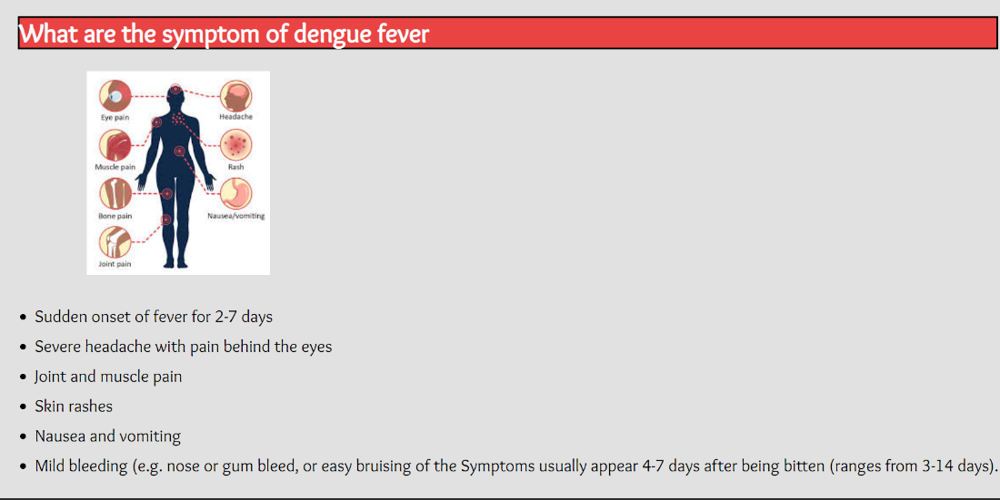 What are the symptom of dengue fever
Eye pain
Headache
Muscle pain
Rash
Bone pain
Nausea/vomiting
Joint pain
Sudden onset of fever for 2-7 days
Severe headache with pain behind the eyes
Joint and muscle pain
Skin rashes
Nausea and vomiting
Mild bleeding (e.g. nose or gum bleed, or easy bruising of the Symptoms usually appear 4-7 days after being bitten (ranges from 3-14 days).